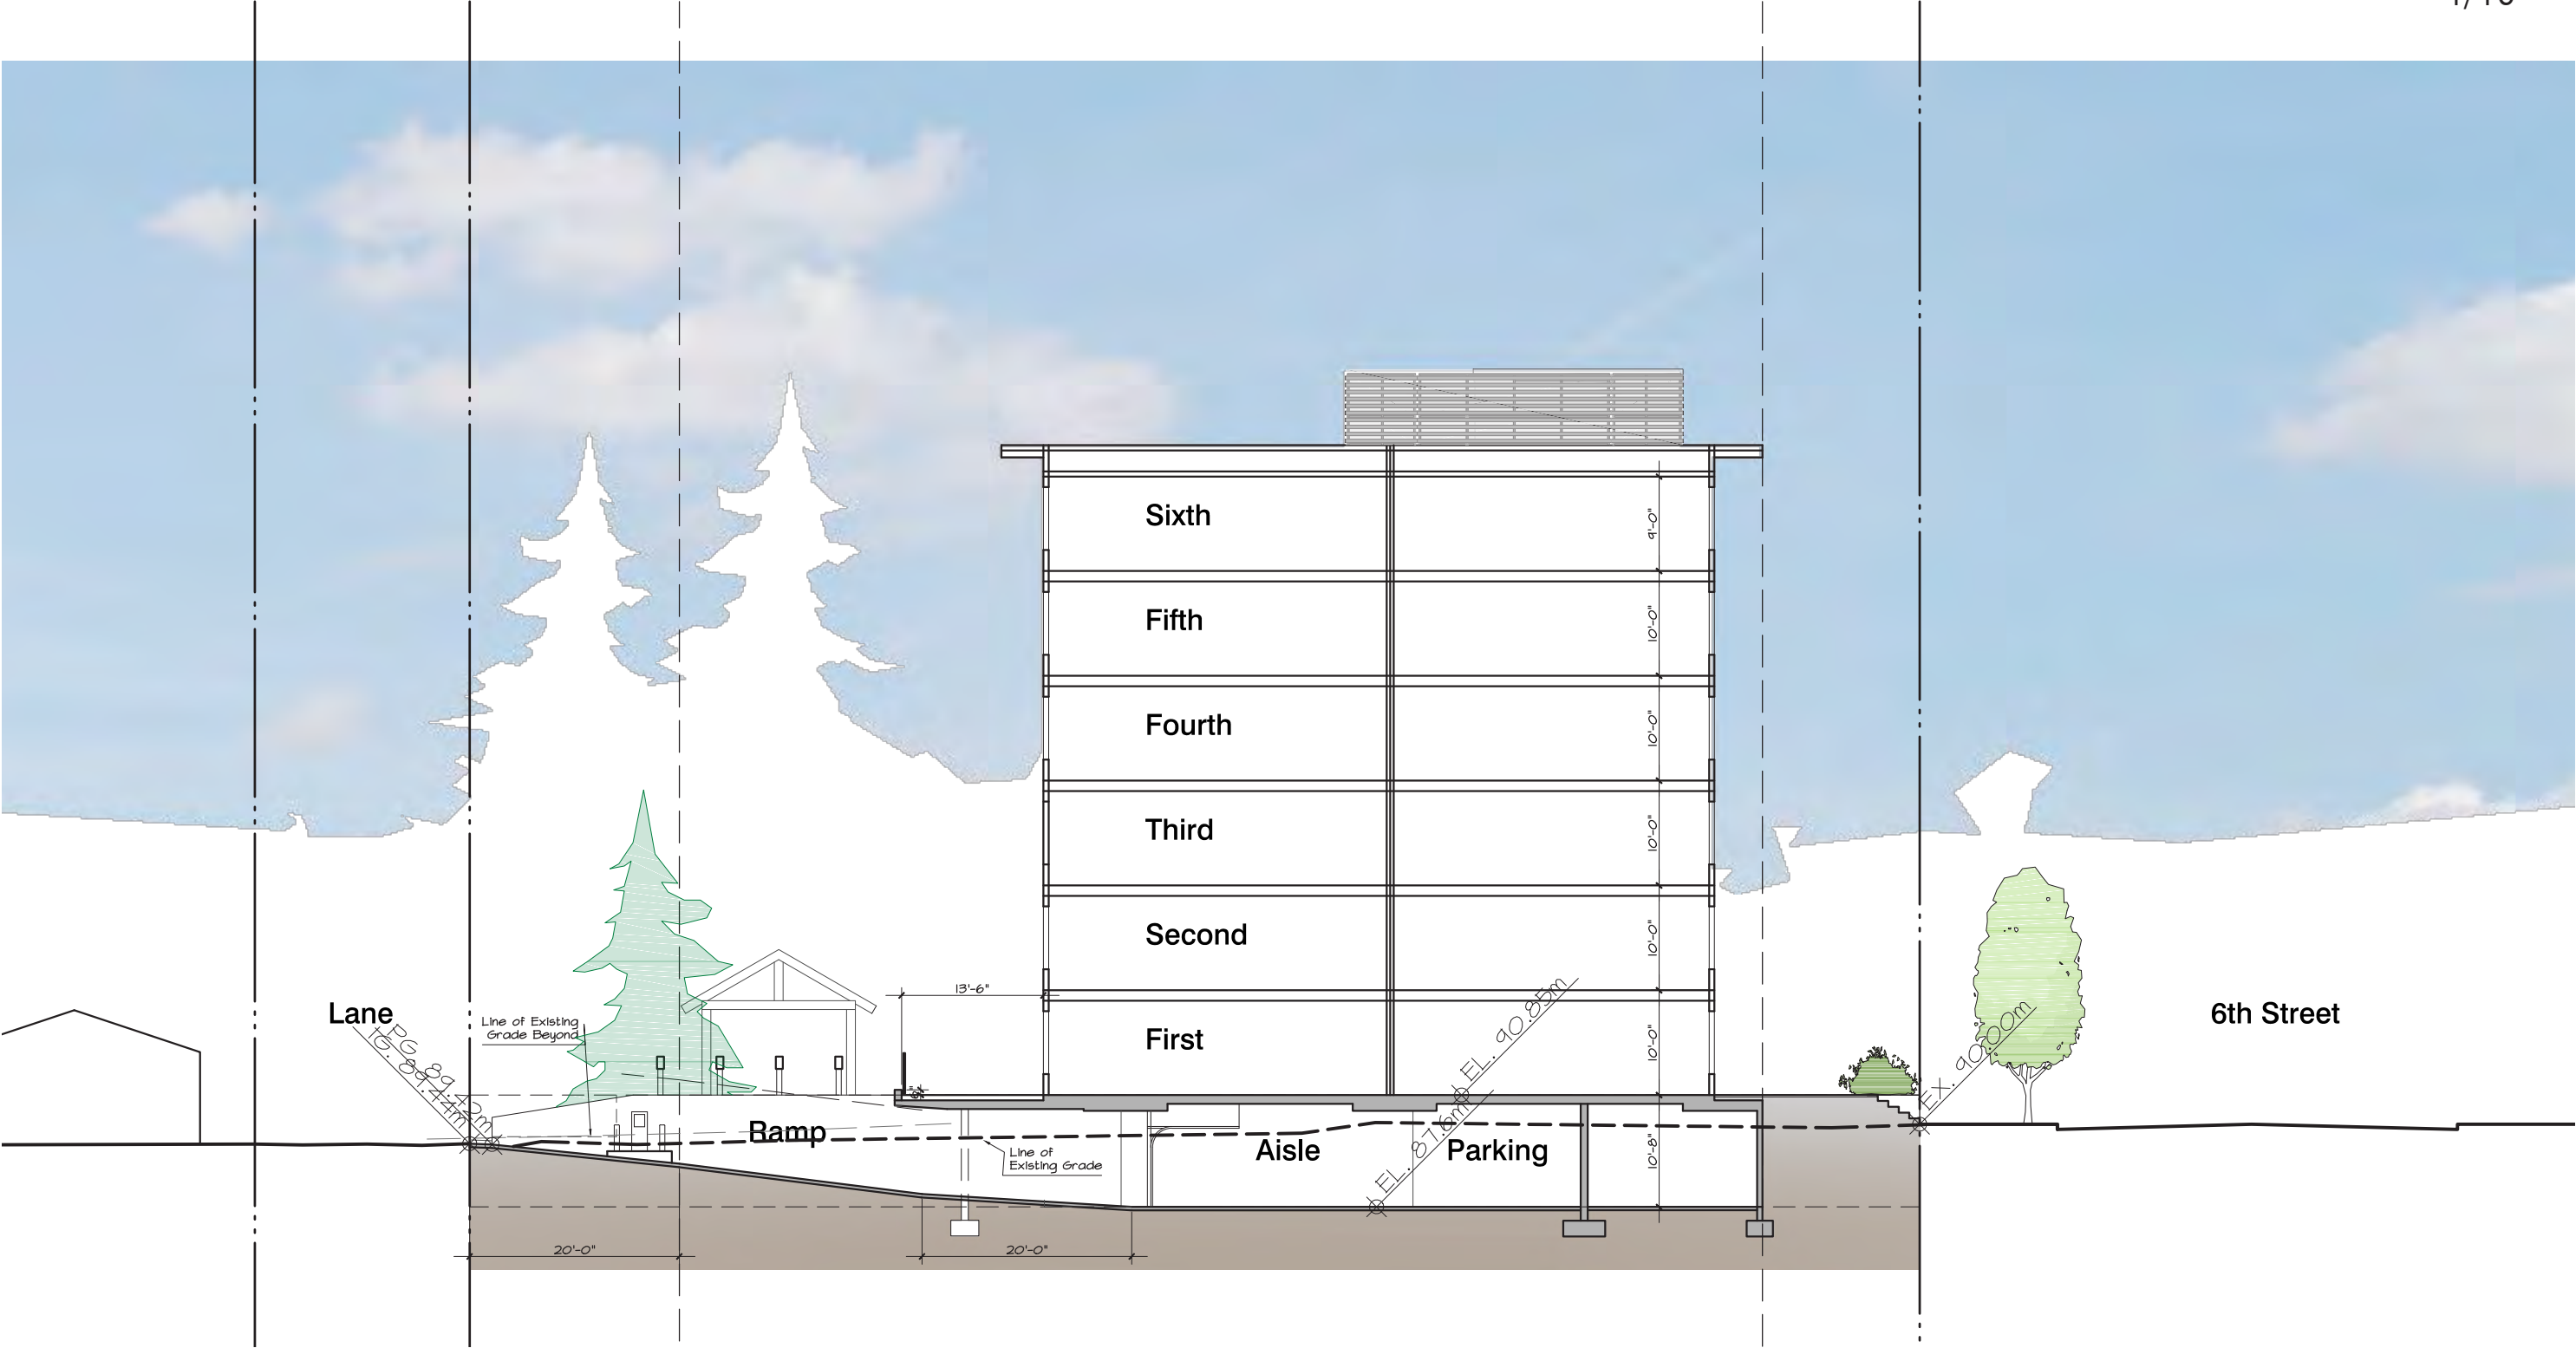 Sixth
9'-0"
Fifth
10'-0"
Fourth
10'-0"
Third
10'-0"
Second
10'-0"
13'-6"
EL. 90.85m
Lane
Line of Existing
Grade Beyond
First
10'-0"
EX. 90.00m
6th Street
6"
Ramp
Line of
Existing Grade
EL. 87.6m
Aisle
Parking
10'-8"
20'-0"
20'-0"